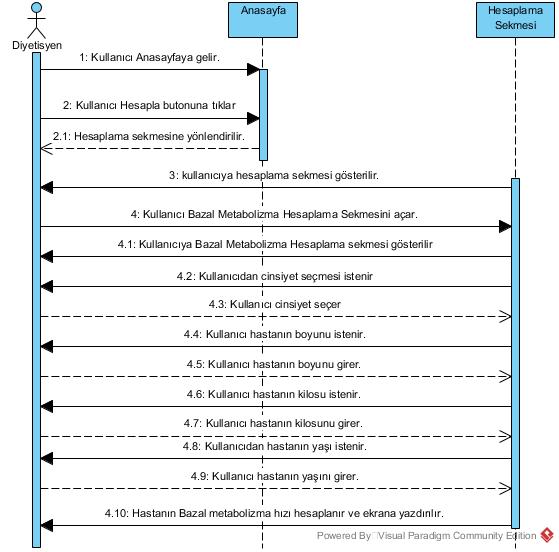 Anasayfa
Hesaplama
Sekmesi
Diyetisyen
1: Kullanıcı Anasayfaya gelir.
2: Kullanıcı Hesapla butonuna tıklar
2.1: Hesaplama sekmesine yönlendirilir.
3: kullanıcıya hesaplama sekmesi gösterilir.
4: Kullanıcı Bazal Metabolizma Hesaplama Sekmesini açar.
4.1: Kullanıcıya Bazal Metabolizma Hesaplama sekmesi gösterilir
4.2: Kullanıcıdan cinsiyet seçmesi istenir
4.3: Kullanıcı cinsiyet seçer
4.4: Kullanıcı hastanın boyunu istenir.
4.5: Kullanıcı hastanın boyunu girer.
4.6: Kullanıcı hastanın kilosu istenir.
4.7: Kullanıcı hastanın kilosunu girer.
4.8: Kullanıcıdan hastanın yaşı istenir.
4.9: Kullanıcı hastanın yaşını girer.
4.10: Hastanın Bazal metabolizma hızı hesaplanır ve ekrana yazdırılır.
Powered By Visual Paradigm Community Edition